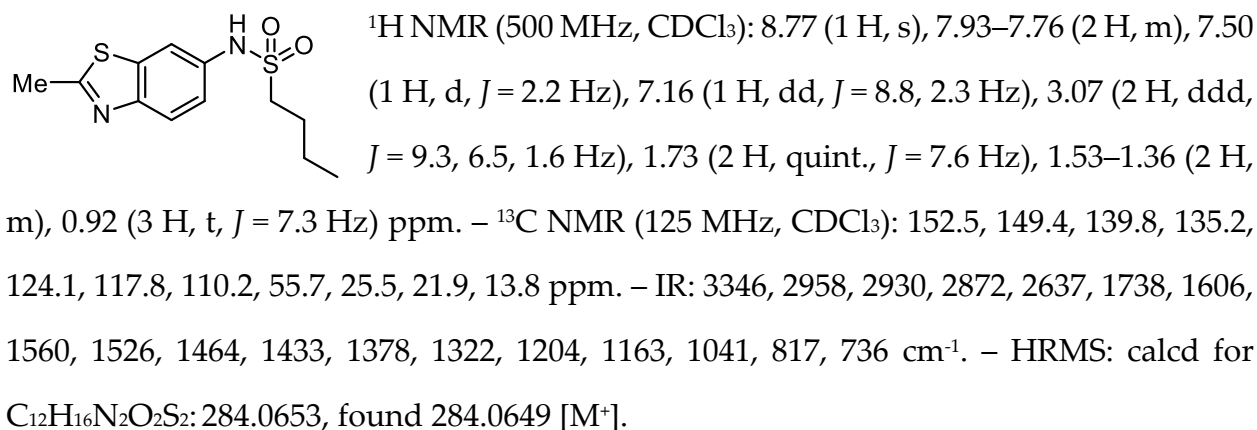 H
N O O
S
S
Me
N
¹H NMR (500 MHz, CDCl₃): 8.77 (1 H, s), 7.93–7.76 (2 H, m), 7.50
(1 H, d, J = 2.2 Hz), 7.16 (1 H, dd, J = 8.8, 2.3 Hz), 3.07 (2 H, ddd,
J = 9.3, 6.5, 1.6 Hz), 1.73 (2 H, quint., J = 7.6 Hz), 1.53–1.36 (2 H,
m), 0.92 (3 H, t, J = 7.3 Hz) ppm. – ¹³C NMR (125 MHz, CDCl₃): 152.5, 149.4, 139.8, 135.2,
124.1, 117.8, 110.2, 55.7, 25.5, 21.9, 13.8 ppm. – IR: 3346, 2958, 2930, 2872, 2637, 1738, 1606,
1560, 1526, 1464, 1433, 1378, 1322, 1204, 1163, 1041, 817, 736 cm⁻¹. – HRMS: calcd for
C₁₂H₁₆N₂O₂S₂: 284.0653, found 284.0649 [M⁺].